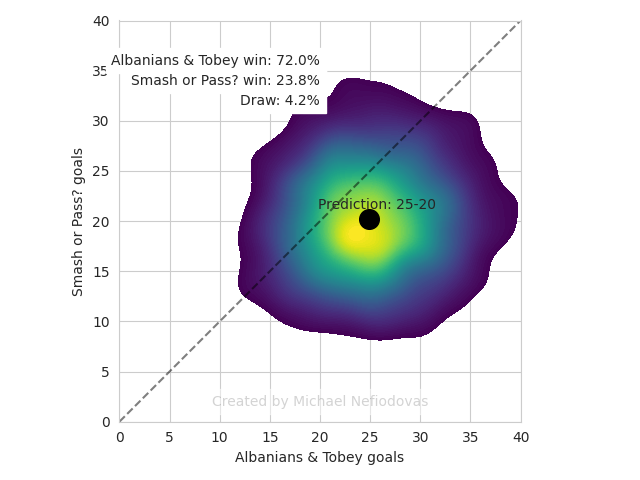 40
Albanians & Tobey win: 72.0%
35
Smash or Pass? win: 23.8%
Draw: 4.2%
30
25
Prediction: 25-20
20
15
10
5
0
Smash or Pass? goals
Created by Michael Nefiodovas
0 5 10 15 20 25 30 35 40
Albanians & Tobey goals